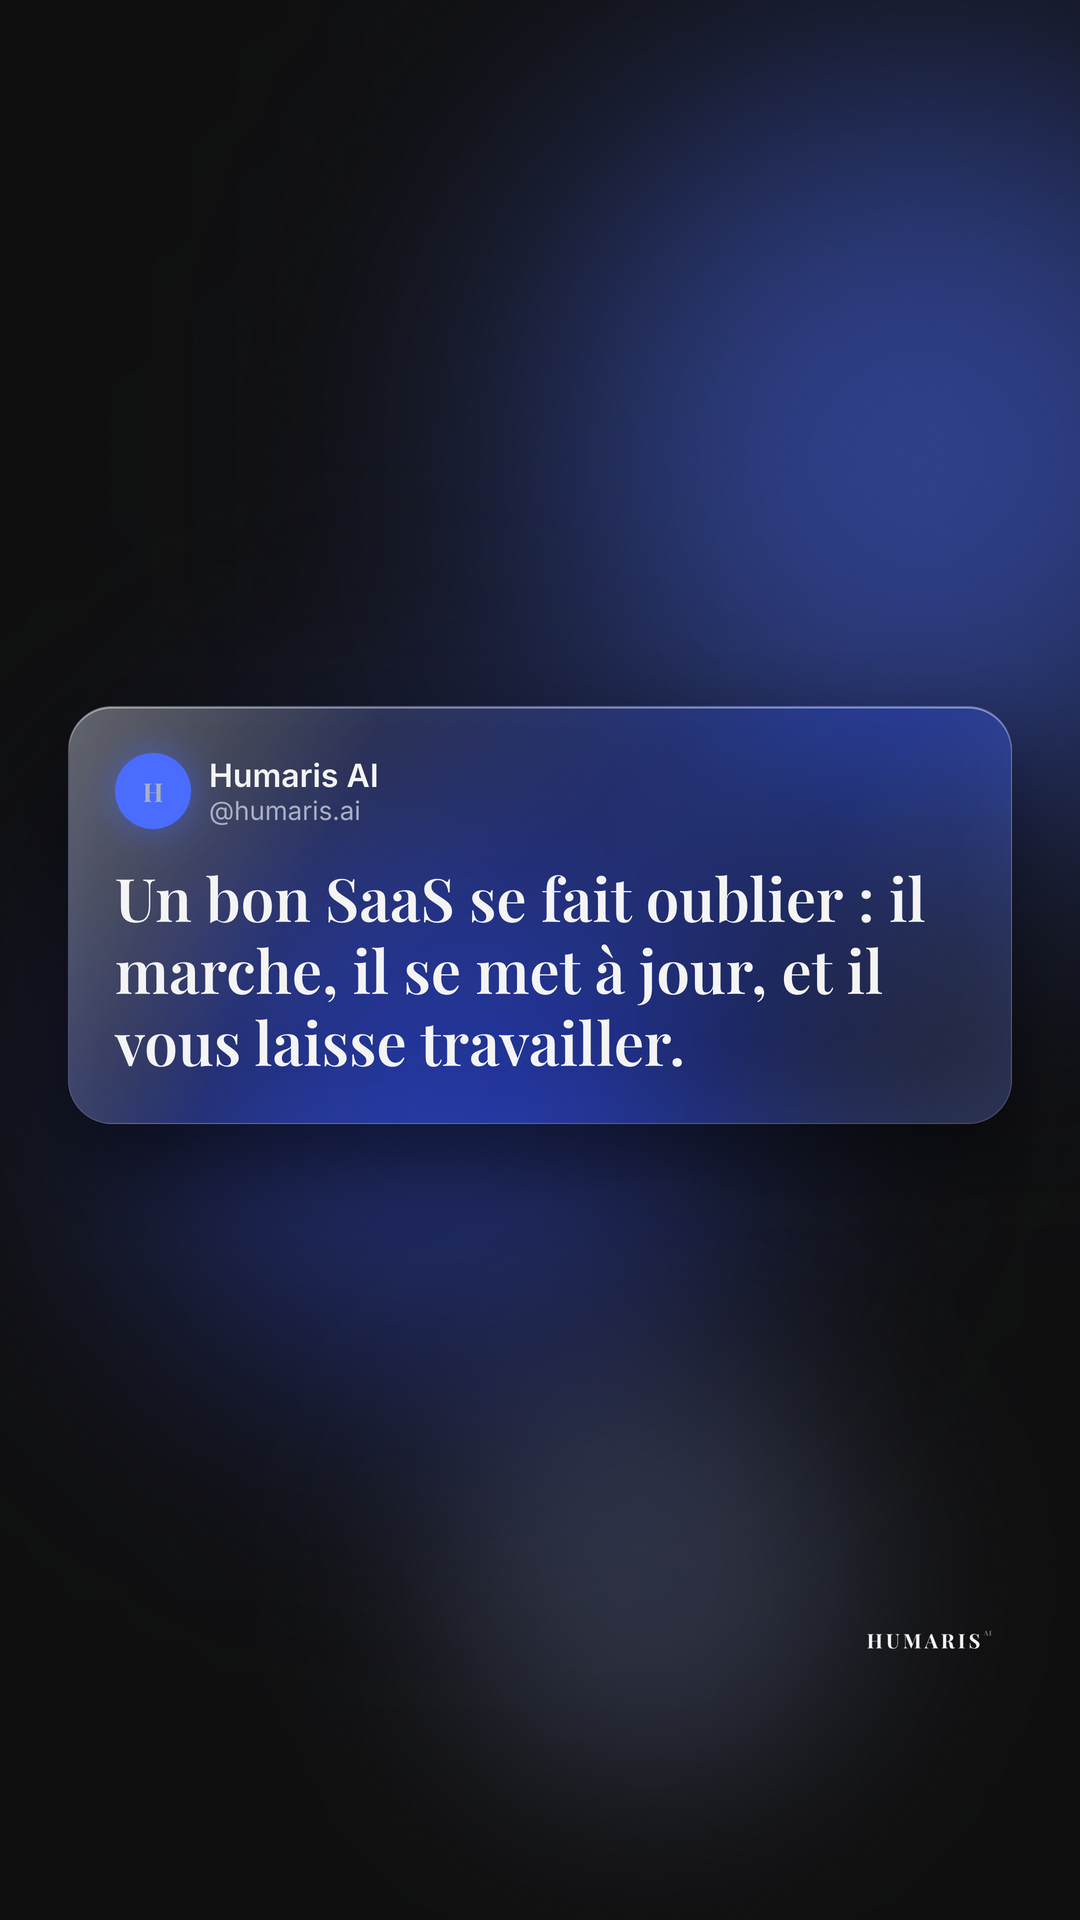 H
Humaris AI
@humaris.ai
Un bon SaaS se fait oublier : il
marche, il se met à jour, et il
vous laisse travailler.
HUMARIS AI